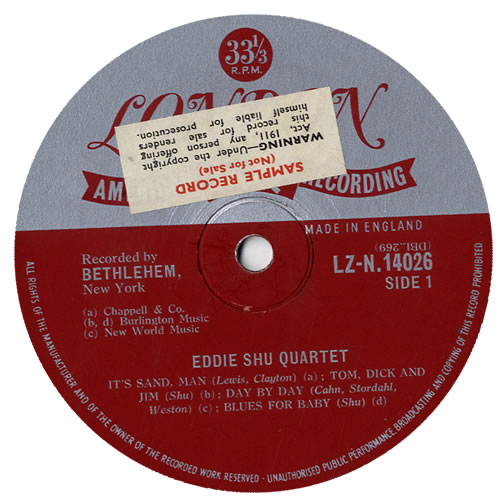 33⅓
R.P.M.
LONDON
SAMPLE RECORD
(Not for Sale)
WARNING—Under the copyright
Act, 1911, any person offering
this record for sale renders
himself liable for prosecution.
AM RECORDING
MADE IN ENGLAND
(DBL.269)
LZ-N.14026
SIDE 1
Recorded by
BETHLEHEM,
New York
(a) Chappell & Co.
(b, d) Burlington Music
(c) New World Music
EDDIE SHU QUARTET
IT'S SAND, MAN (Lewis, Clayton) (a) ; TOM, DICK AND
JIM (Shu) (b) ; DAY BY DAY (Cahn, Stordahl,
Weston) (c) ; BLUES FOR BABY (Shu) (d)
ALL RIGHTS OF THE MANUFACTURER AND OF THE OWNER OF THE RECORDED WORK RESERVED - UNAUTHORISED PUBLIC PERFORMANCE, BROADCASTING AND COPYING OF THIS RECORD PROHIBITED